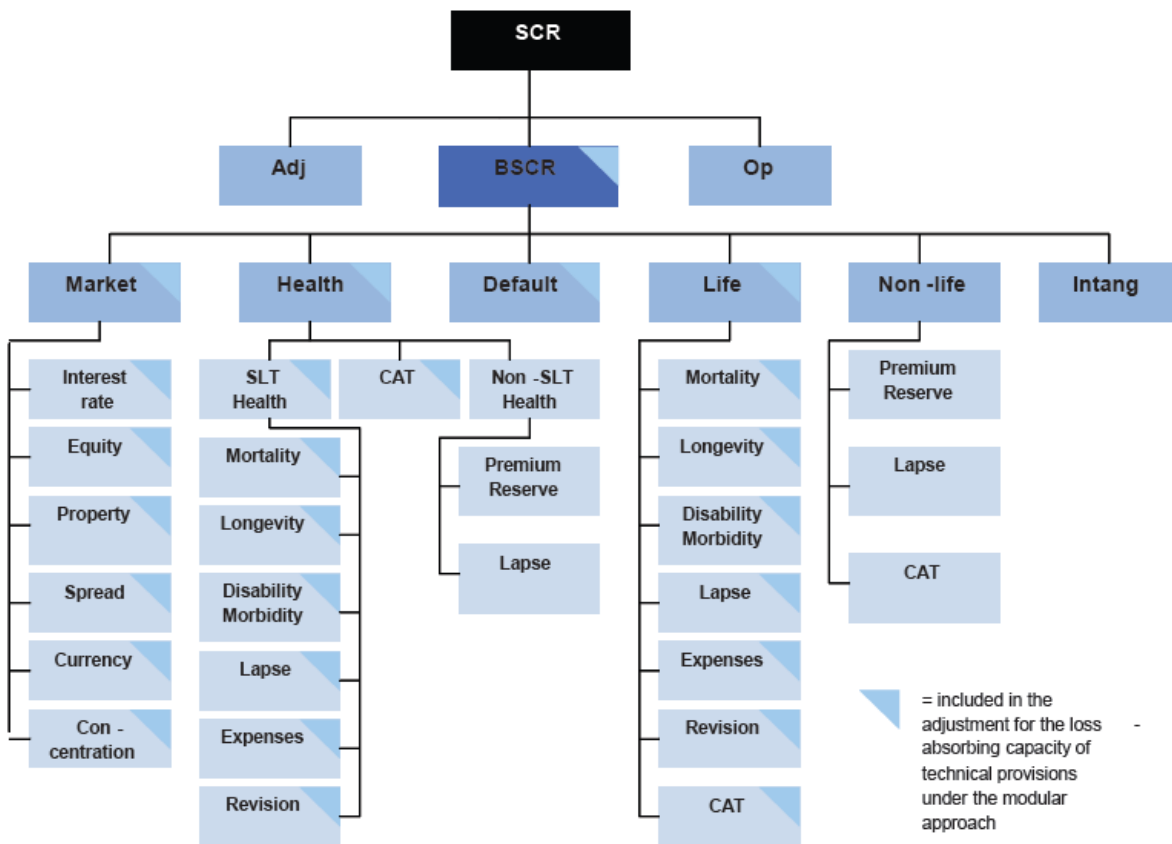 SCR
Adj
BSCR
Op
Market
Health
Default
Life
Non -life
Intang
Interest
rate
Equity
Property
Spread
Currency
Con -
centration
SLT
Health
CAT
Non -SLT
Health
Mortality
Longevity
Disability
Morbidity
Lapse
Expenses
Revision
Premium
Reserve
Lapse
Mortality
Longevity
Disability
Morbidity
Lapse
Expenses
Revision
CAT
Premium
Reserve
Lapse
CAT
= included in the
adjustment for the loss -
absorbing capacity of
technical provisions
under the modular
approach